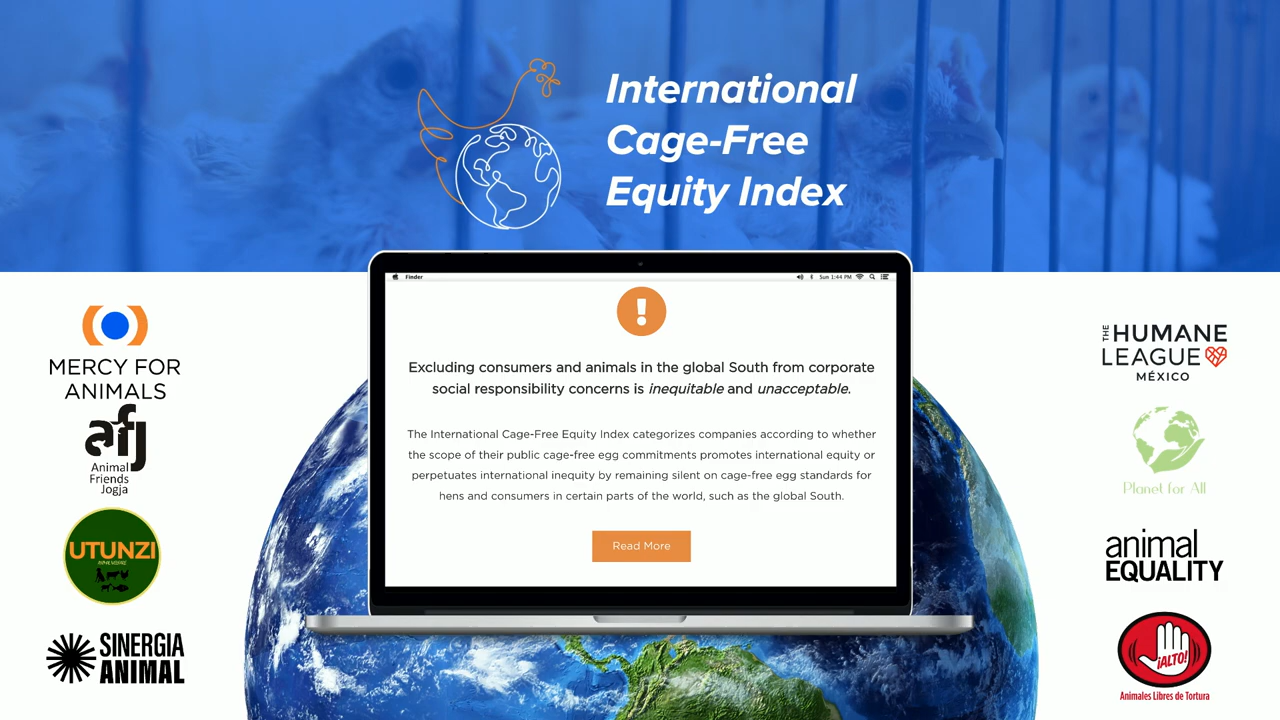 International
Cage-Free
Equity Index
Finder
Sun 1:44 PM
!
Excluding consumers and animals in the global South from corporate
social responsibility concerns is inequitable and unacceptable.
The International Cage-Free Equity Index categorizes companies according to whether
the scope of their public cage-free egg commitments promotes international equity or
perpetuates international inequity by remaining silent on cage-free egg standards for
hens and consumers in certain parts of the world, such as the global South.
Read More
MERCY FOR
ANIMALS
afj
Animal
Friends
Jogja
UTUNZI
SINERGIA
ANIMAL
THE HUMANE
LEAGUE
MÉXICO
Planet for All
animal
EQUALITY
¡ALTO!
Animales Libres de Tortura